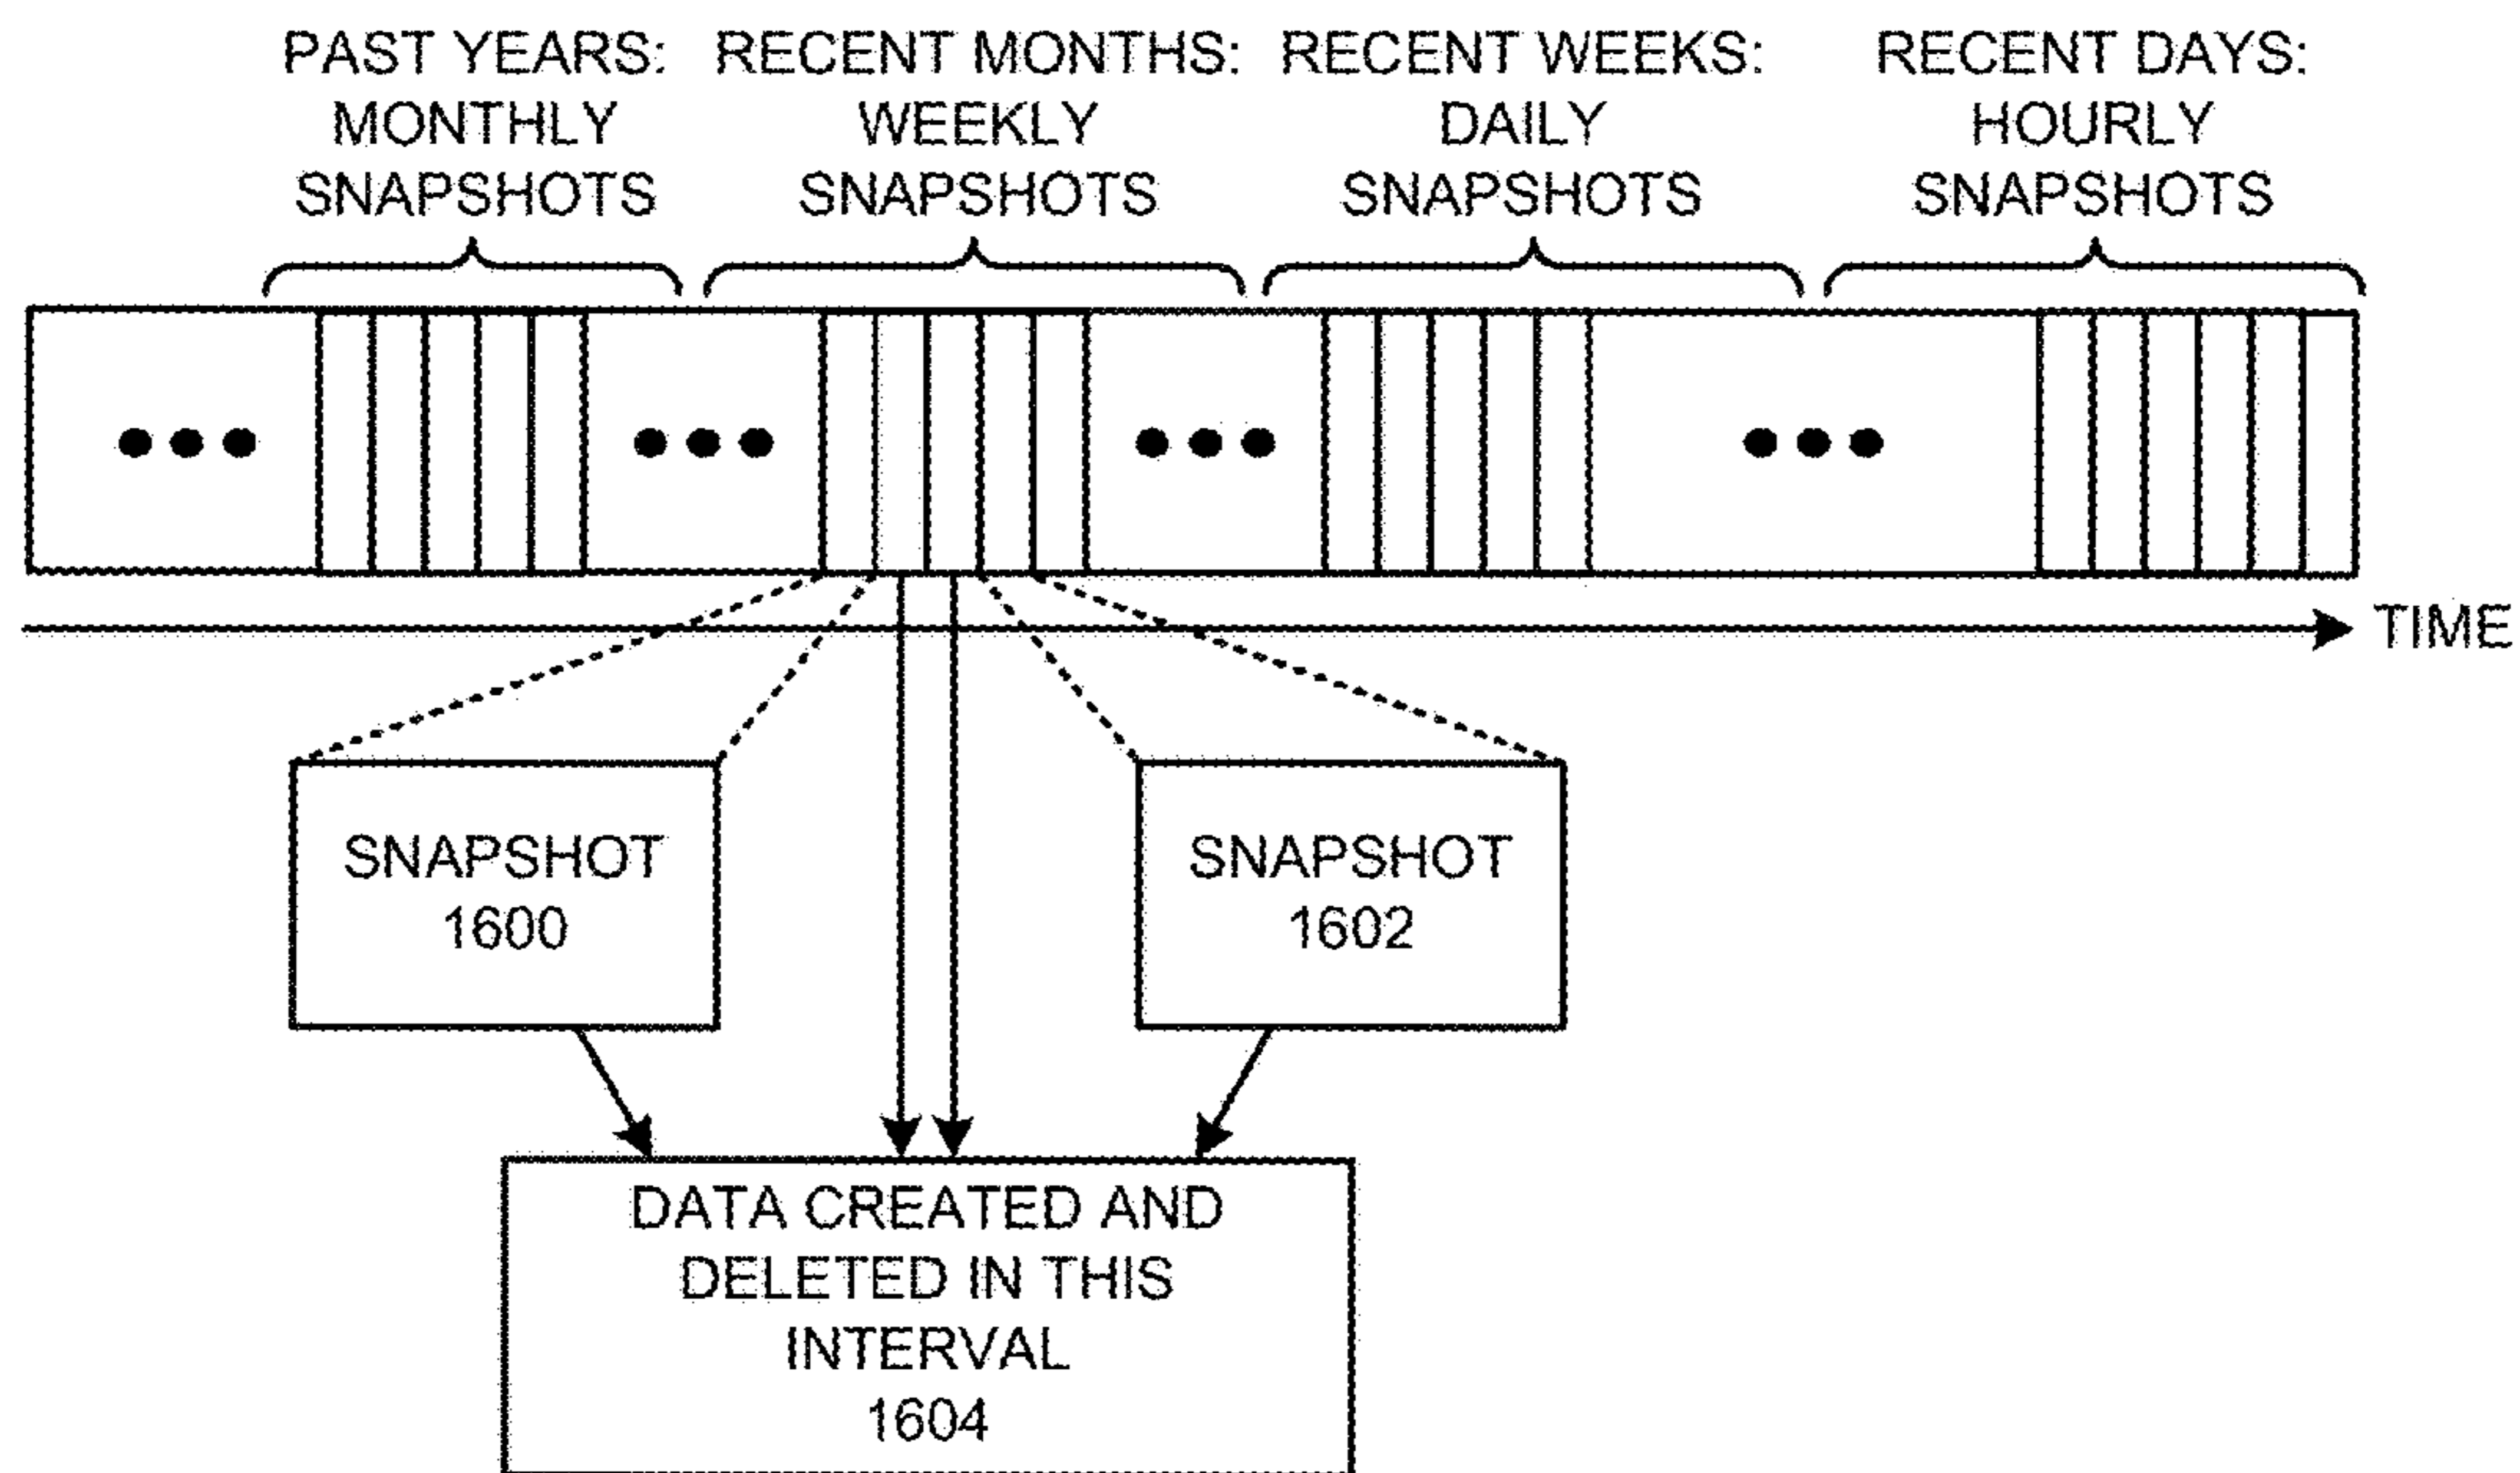 PAST YEARS:
MONTHLY
SNAPSHOTS
RECENT MONTHS:
WEEKLY
SNAPSHOTS
RECENT WEEKS:
DAILY
SNAPSHOTS
RECENT DAYS:
HOURLY
SNAPSHOTS
TIME
SNAPSHOT
1600
SNAPSHOT
1602
DATA CREATED AND
DELETED IN THIS
INTERVAL
1604